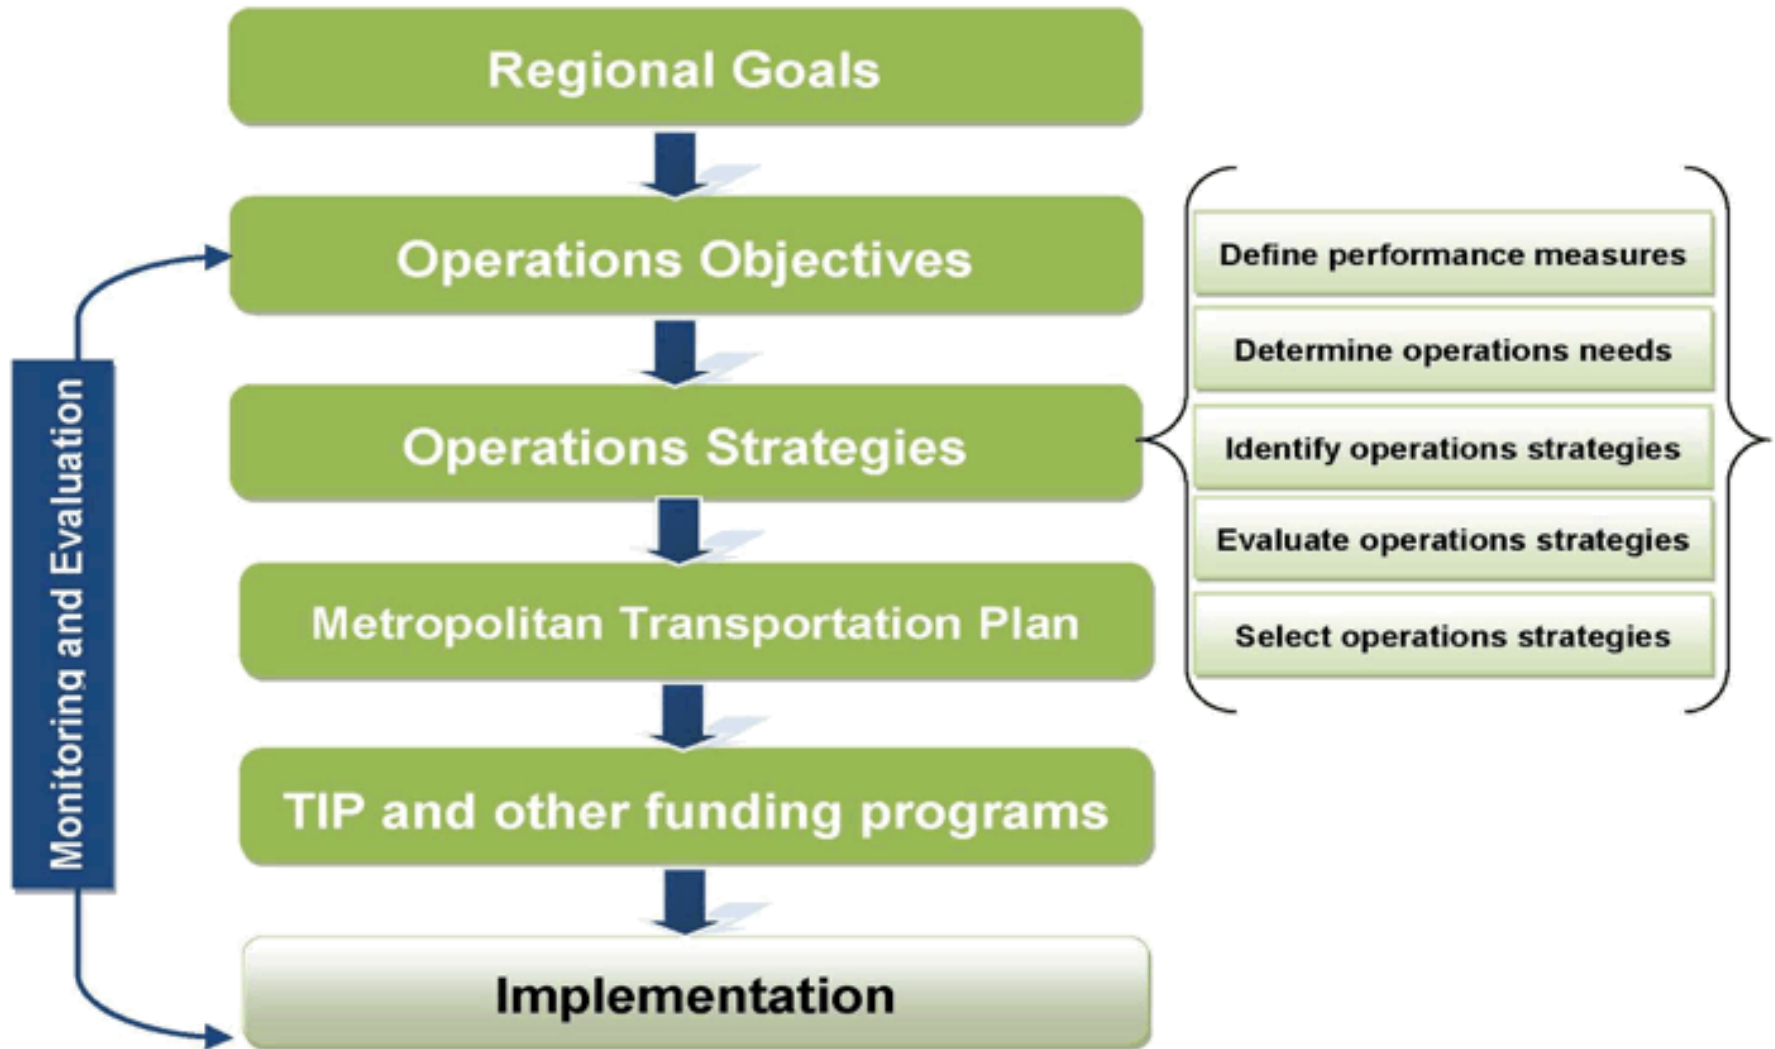 Regional Goals
Operations Objectives
Operations Strategies
Metropolitan Transportation Plan
TIP and other funding programs
Implementation
Monitoring and Evaluation
Define performance measures
Determine operations needs
Identify operations strategies
Evaluate operations strategies
Select operations strategies